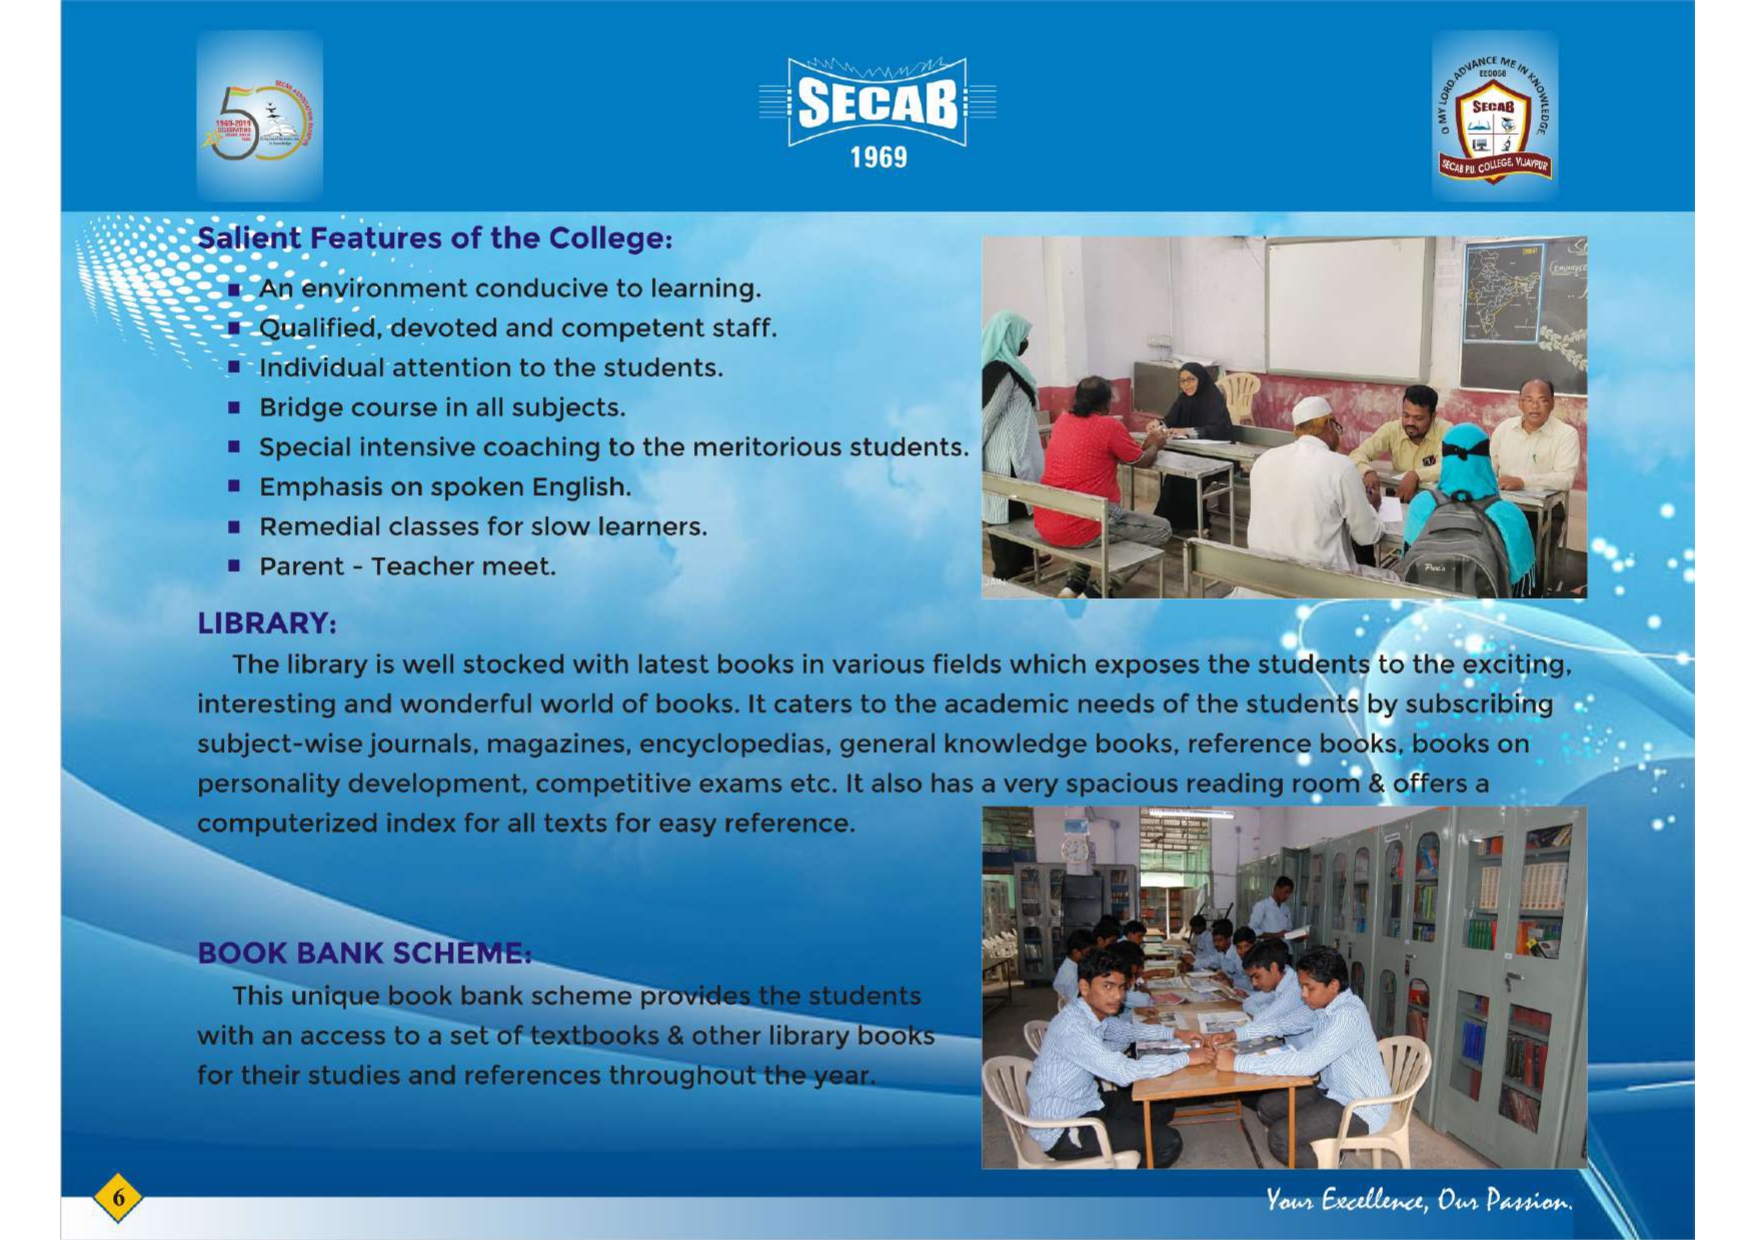 SECAB ASSOCIATION
50
1969-2019
CELEBRATING
SECAB
1969
O MY LORD ADVANCE ME IN KNOWLEDGE
EE0058
SECAB
SECAB P.U. COLLEGE, VIJAYPUR
Salient Features of the College:
An environment conducive to learning.
Qualified, devoted and competent staff.
Individual attention to the students.
Bridge course in all subjects.
Special intensive coaching to the meritorious students.
Emphasis on spoken English.
Remedial classes for slow learners.
Parent - Teacher meet.
LIBRARY:
The library is well stocked with latest books in various fields which exposes the students to the exciting,
interesting and wonderful world of books. It caters to the academic needs of the students by subscribing
subject-wise journals, magazines, encyclopedias, general knowledge books, reference books, books on
personality development, competitive exams etc. It also has a very spacious reading room & offers a
computerized index for all texts for easy reference.
BOOK BANK SCHEME:
This unique book bank scheme provides the students
with an access to a set of textbooks & other library books
for their studies and references throughout the year.
6
Your Excellence, Our Passion.